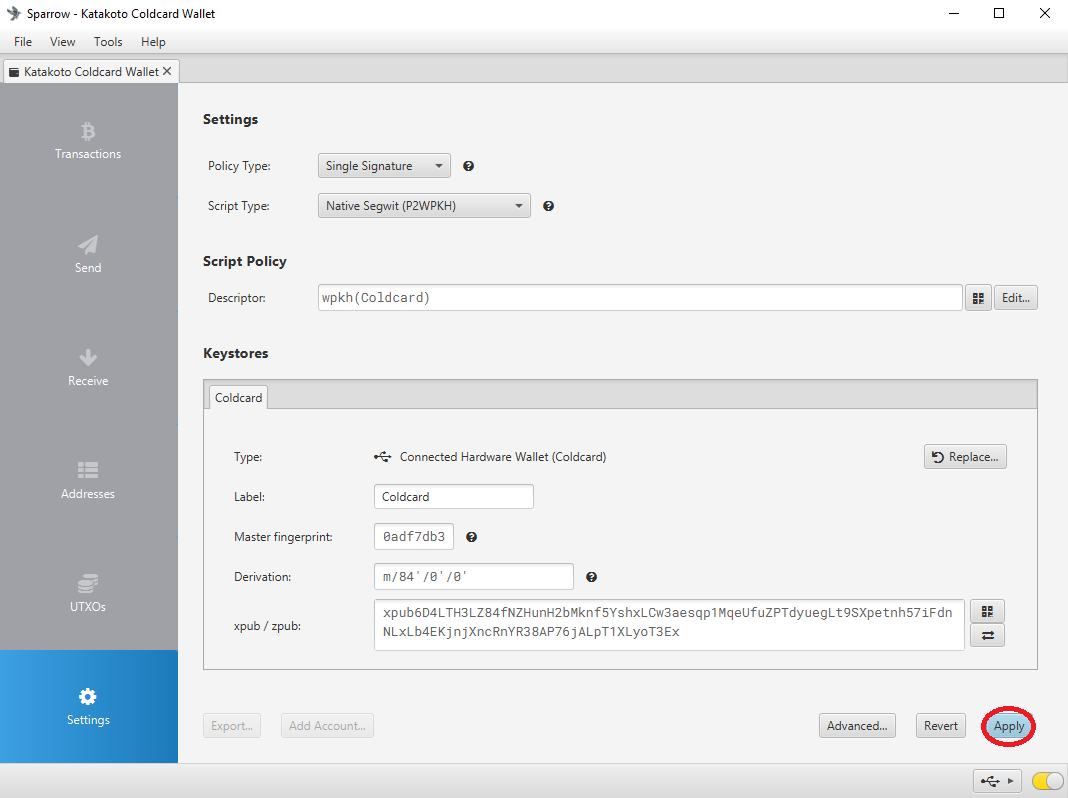 Sparrow - Katakoto Coldcard Wallet
File View Tools Help
Katakoto Coldcard Wallet
Transactions
Send
Receive
Addresses
UTXOs
Settings
Settings
Policy Type: Single Signature
Script Type: Native Segwit (P2WPKH)
Script Policy
Descriptor: wpkh(Coldcard) Edit...
Keystores
Coldcard
Type: Connected Hardware Wallet (Coldcard) Replace...
Label: Coldcard
Master fingerprint: 0adf7db3
Derivation: m/84'/0'/0'
xpub / zpub:
xpub6D4LTH3LZ84fNZHunH2bMknf5YshxLCw3aesqp1MqeUfuZPTdyuegLt9SXpetnh57iFdn
NLxLb4EKjnjXncRnYR38AP76jALpT1XLyoT3Ex
Export... Add Account... Advanced... Revert Apply